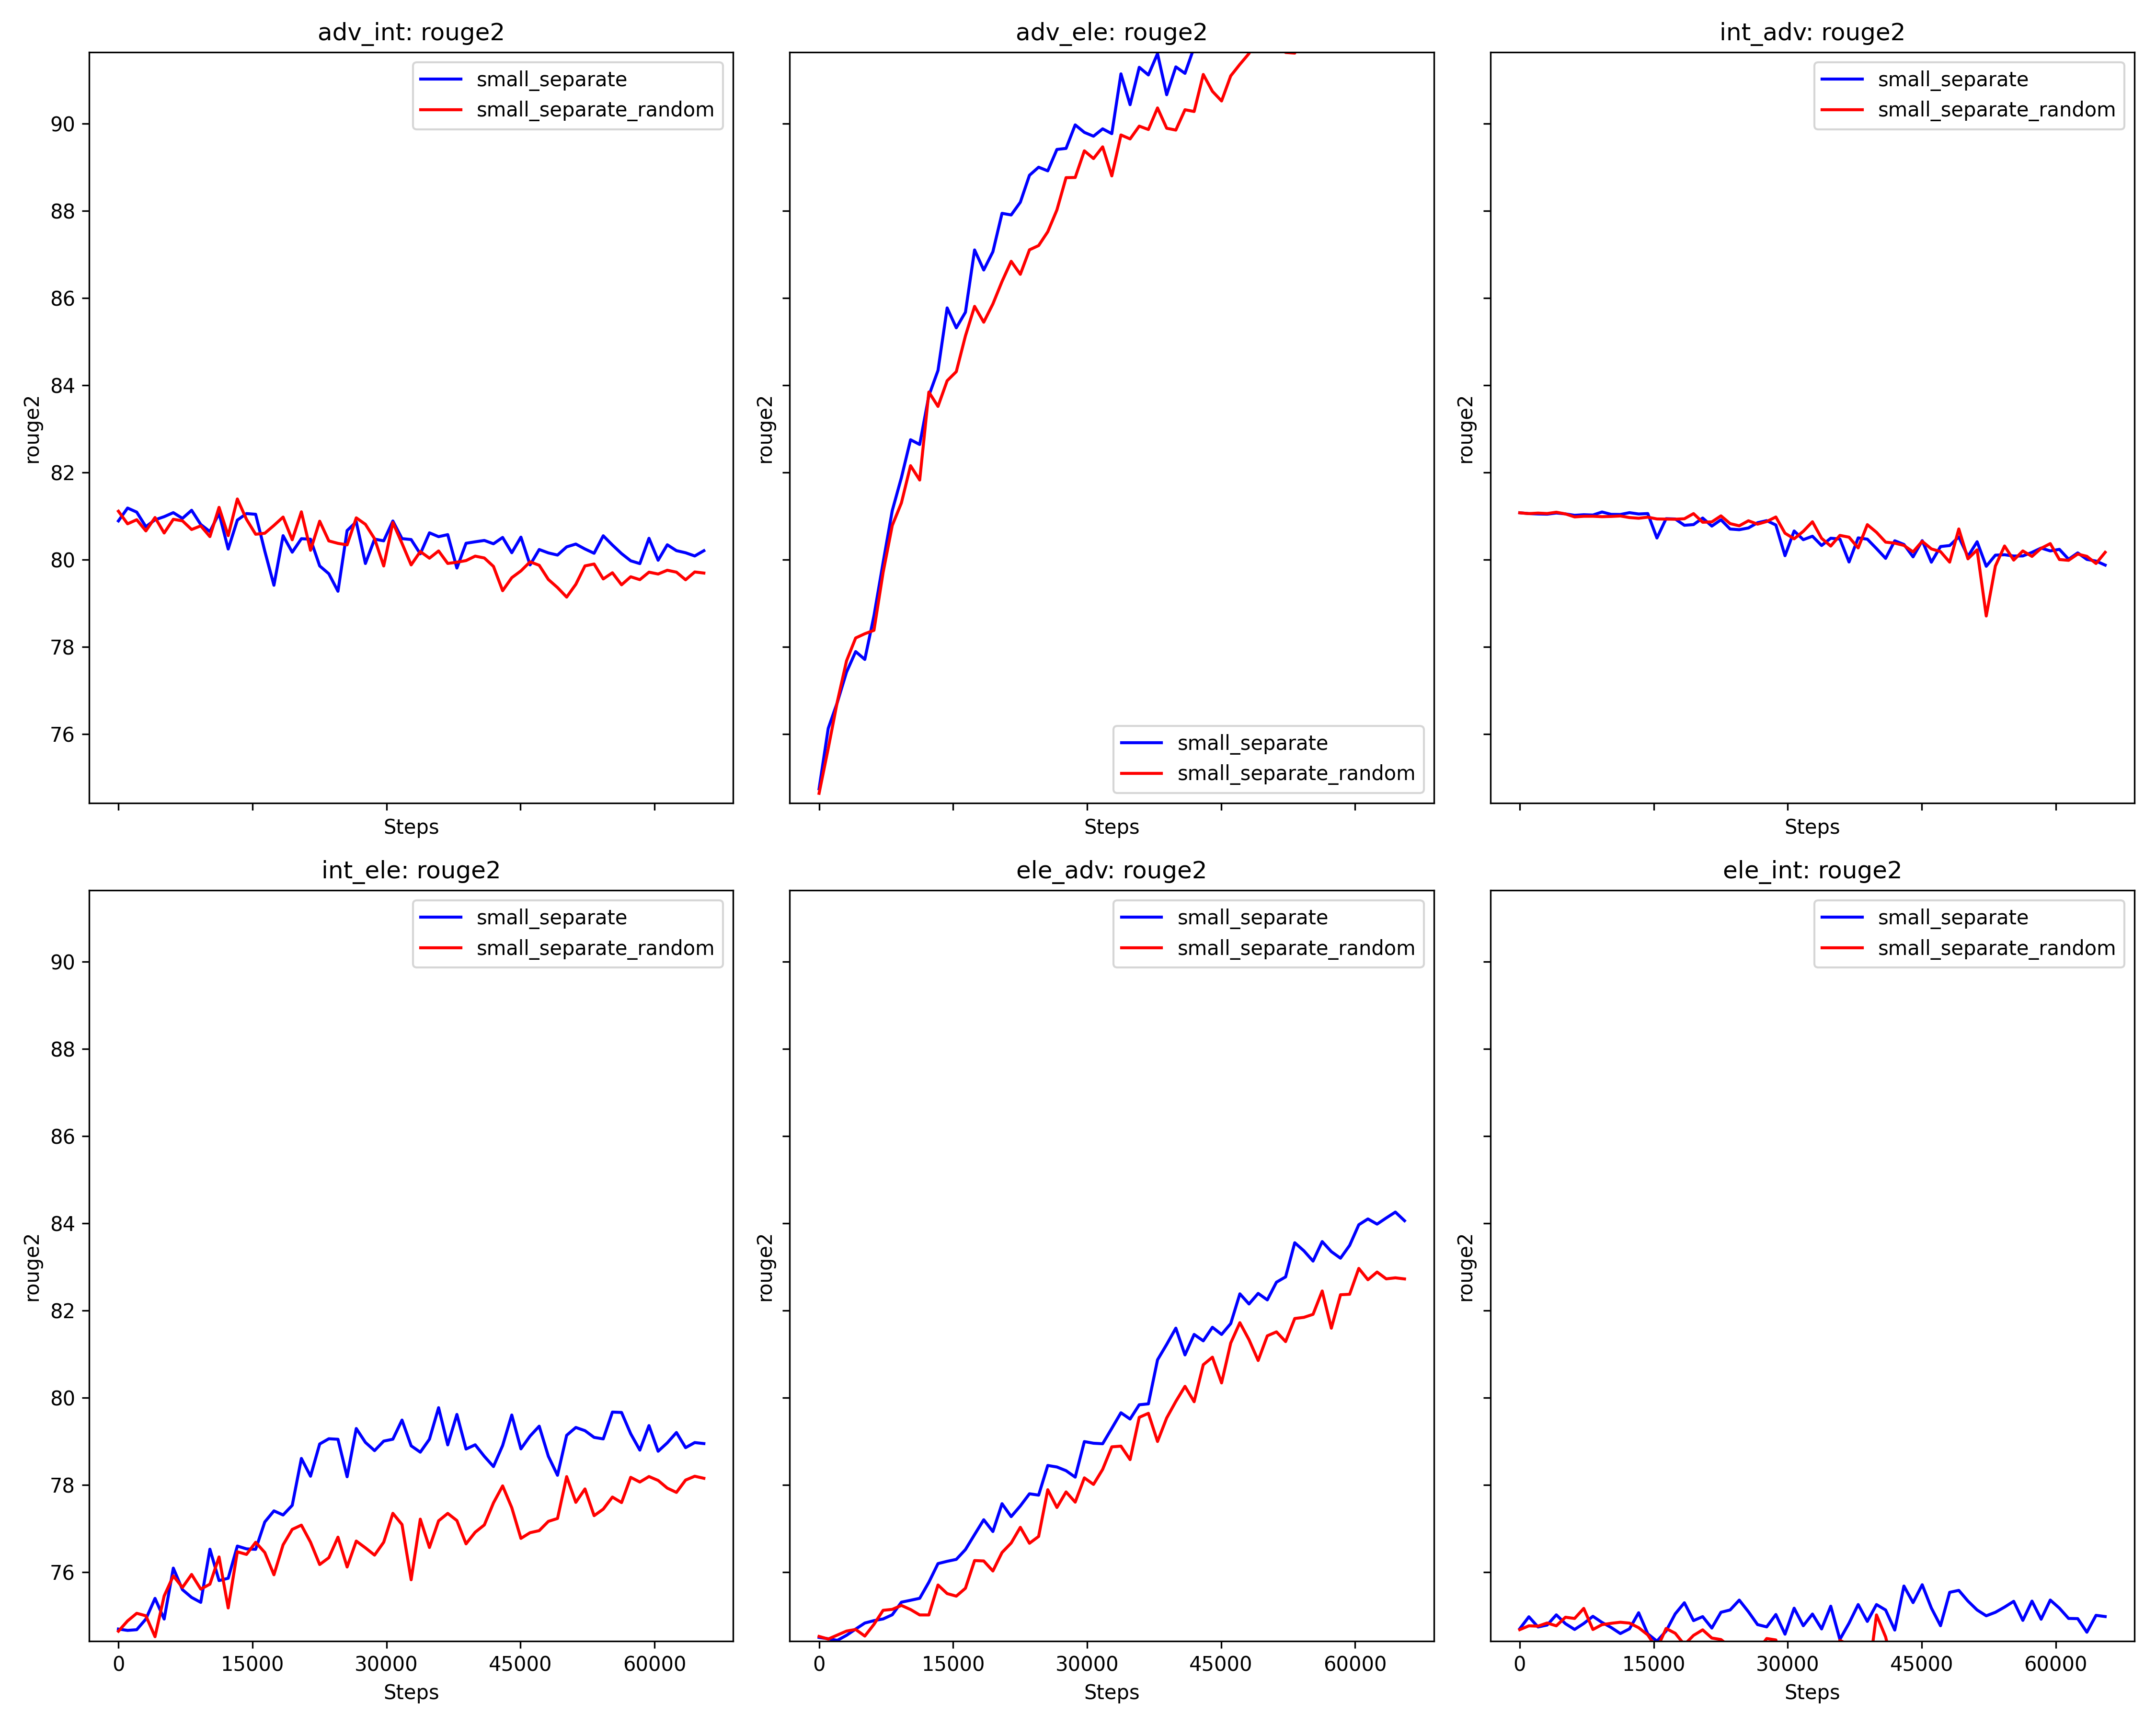 adv_int: rouge2
small_separate
small_separate_random
90
88
86
84
82
80
78
76
rouge2
Steps
adv_ele: rouge2
rouge2
small_separate
small_separate_random
Steps
int_adv: rouge2
small_separate
small_separate_random
rouge2
Steps
int_ele: rouge2
small_separate
small_separate_random
90
88
86
84
82
80
78
76
rouge2
0 15000 30000 45000 60000
Steps
ele_adv: rouge2
small_separate
small_separate_random
rouge2
0 15000 30000 45000 60000
Steps
ele_int: rouge2
small_separate
small_separate_random
rouge2
0 15000 30000 45000 60000
Steps